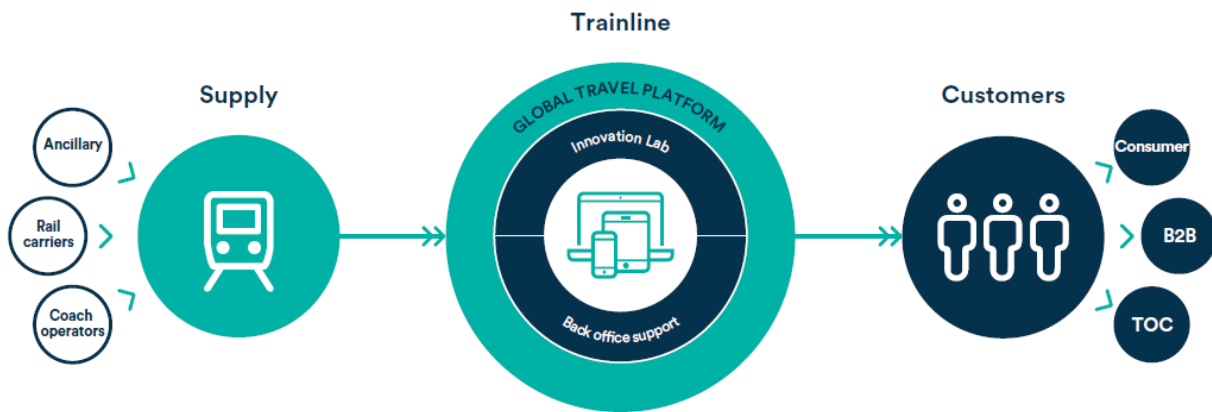 Trainline
Supply
Customers
Ancillary
Rail
carriers
Coach
operators
GLOBAL TRAVEL PLATFORM
Innovation Lab
Back office support
Consumer
B2B
TOC